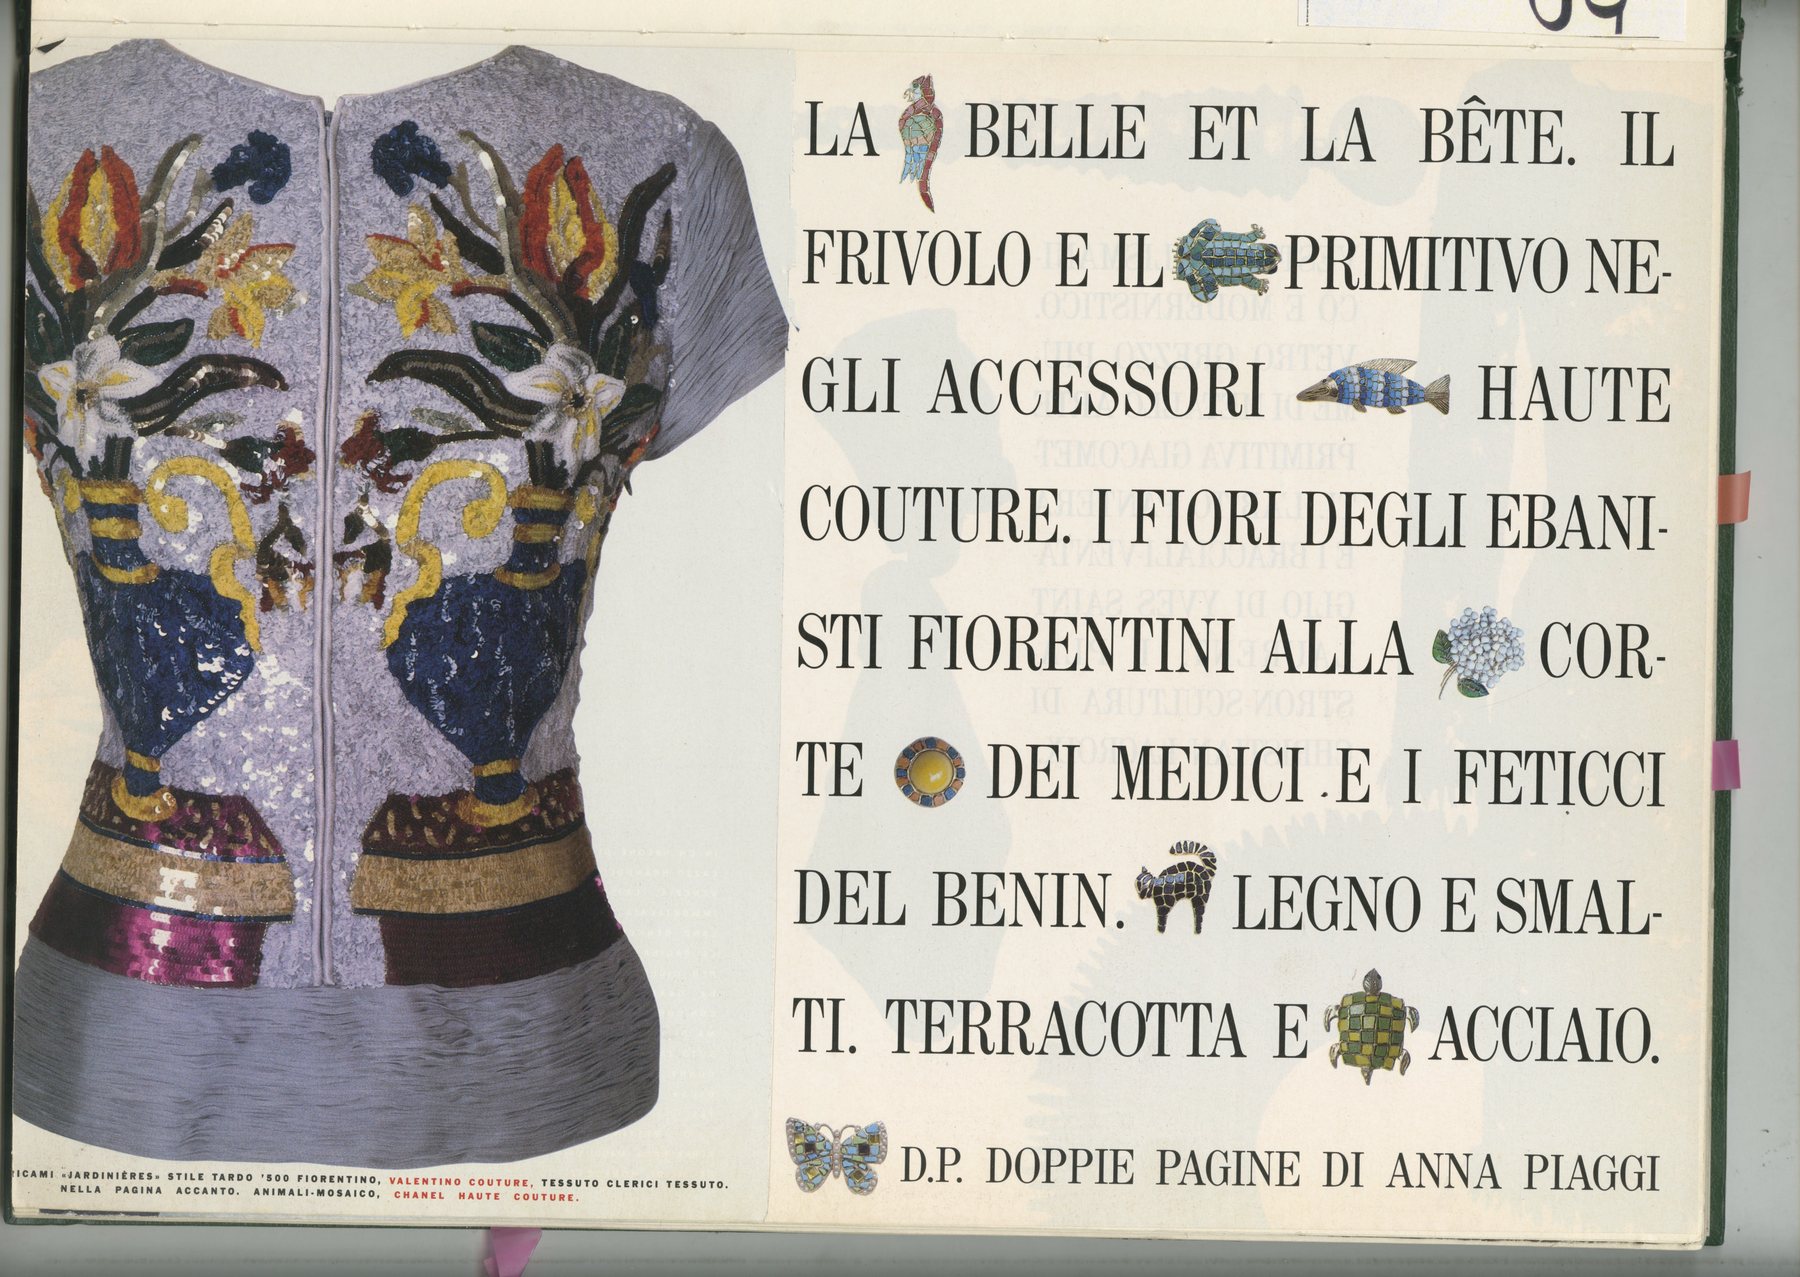 LA BELLE ET LA BÊTE. IL
FRIVOLO E IL PRIMITIVO NE-
GLI ACCESSORI HAUTE
COUTURE. I FIORI DEGLI EBANI-
STI FIORENTINI ALLA COR-
TE DEI MEDICI E I FETICCI
DEL BENIN. LEGNO E SMAL-
TI. TERRACOTTA E ACCIAIO.
D.P. DOPPIE PAGINE DI ANNA PIAGGI
RICAMI «JARDINIÈRES» STILE TARDO '500 FIORENTINO, VALENTINO COUTURE, TESSUTO CLERICI TESSUTO.
NELLA PAGINA ACCANTO. ANIMALI-MOSAICO, CHANEL HAUTE COUTURE.